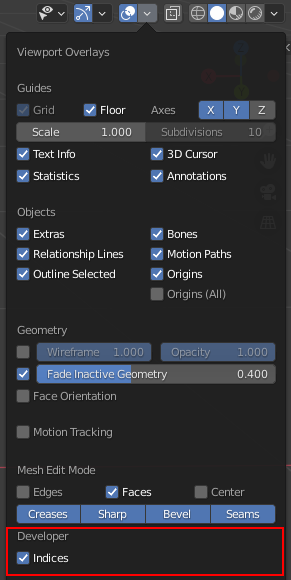 Viewport Overlays
Guides
Grid Floor Axes X Y Z
Scale 1.000 Subdivisions 10
Text Info 3D Cursor
Statistics Annotations
Objects
Extras Bones
Relationship Lines Motion Paths
Outline Selected Origins
Origins (All)
Geometry
Wireframe 1.000 Opacity 1.000
Fade Inactive Geometry 0.400
Face Orientation
Motion Tracking
Mesh Edit Mode
Edges Faces Center
Creases Sharp Bevel Seams
Developer
Indices